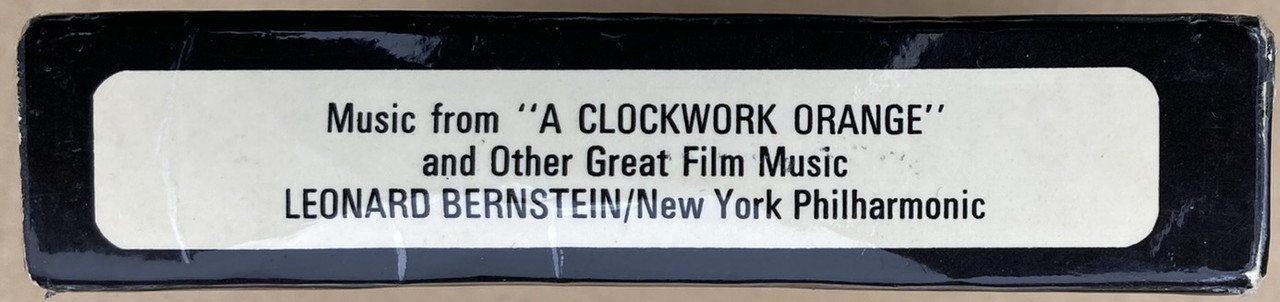 Music from "A CLOCKWORK ORANGE"
and Other Great Film Music
LEONARD BERNSTEIN/New York Philharmonic